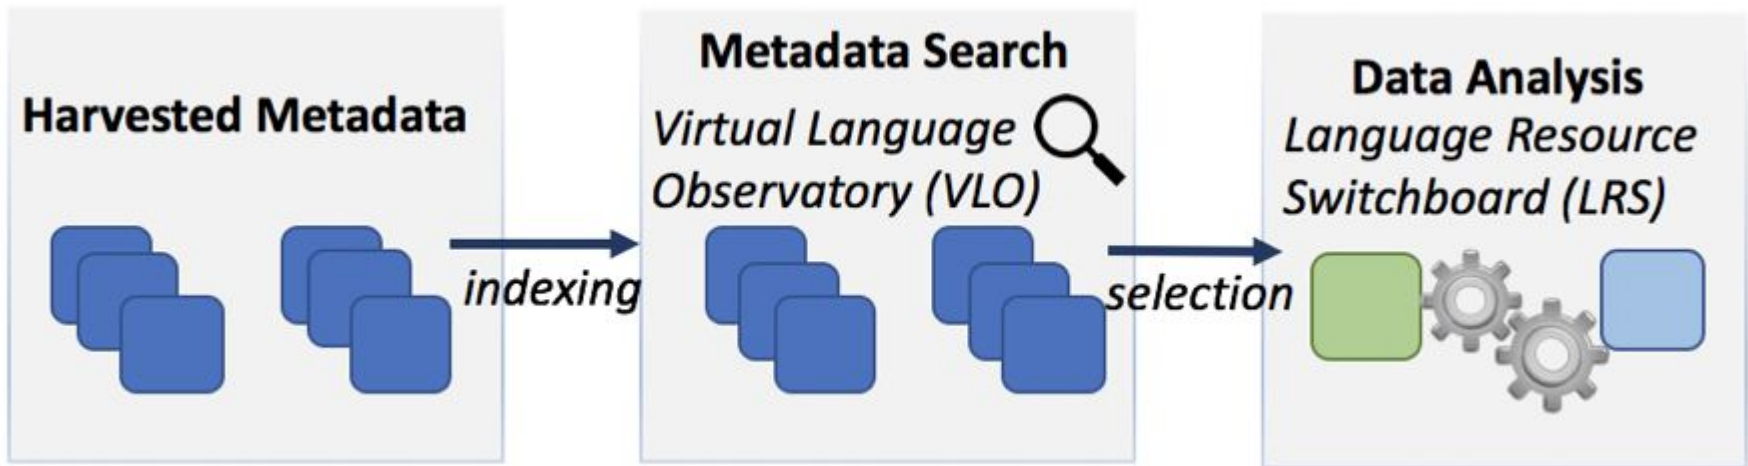 Harvested Metadata
indexing
Metadata Search
Virtual Language
Observatory (VLO)
selection
Data Analysis
Language Resource
Switchboard (LRS)